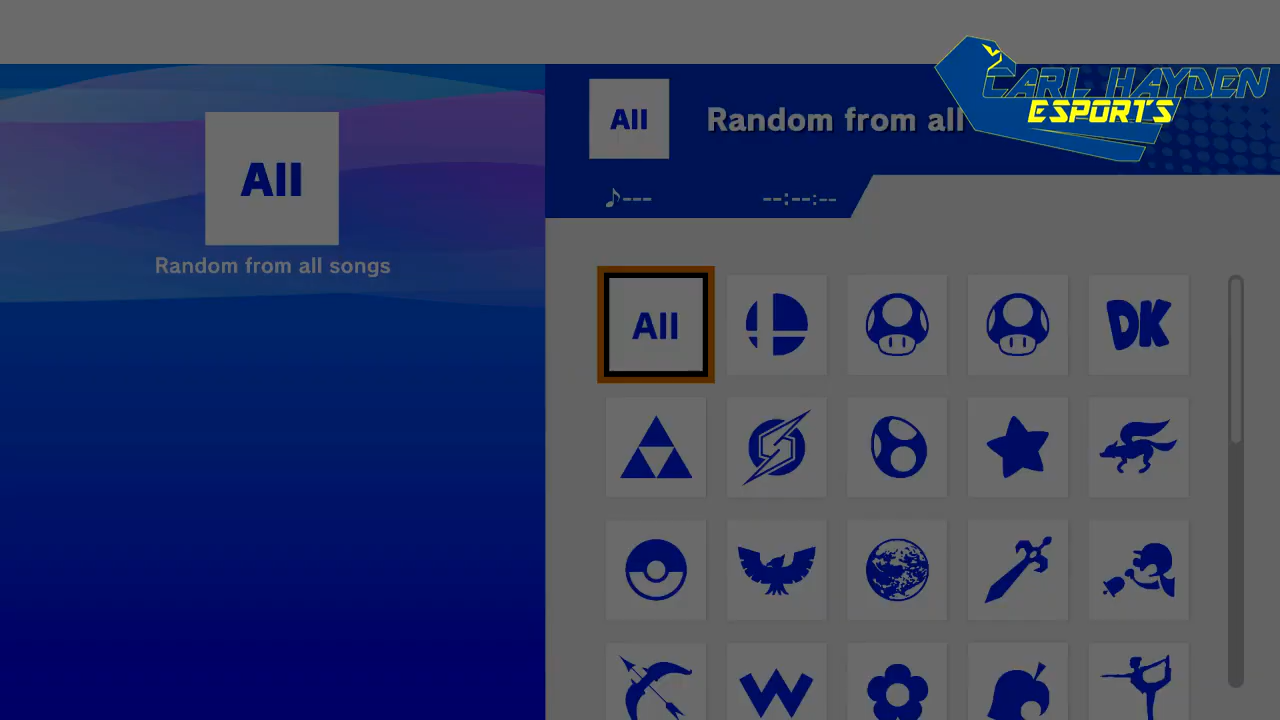 CARL HAYDEN
ESPORTS
All
Random from all
♪---
--:--:--
All
Random from all songs
All
DK
W